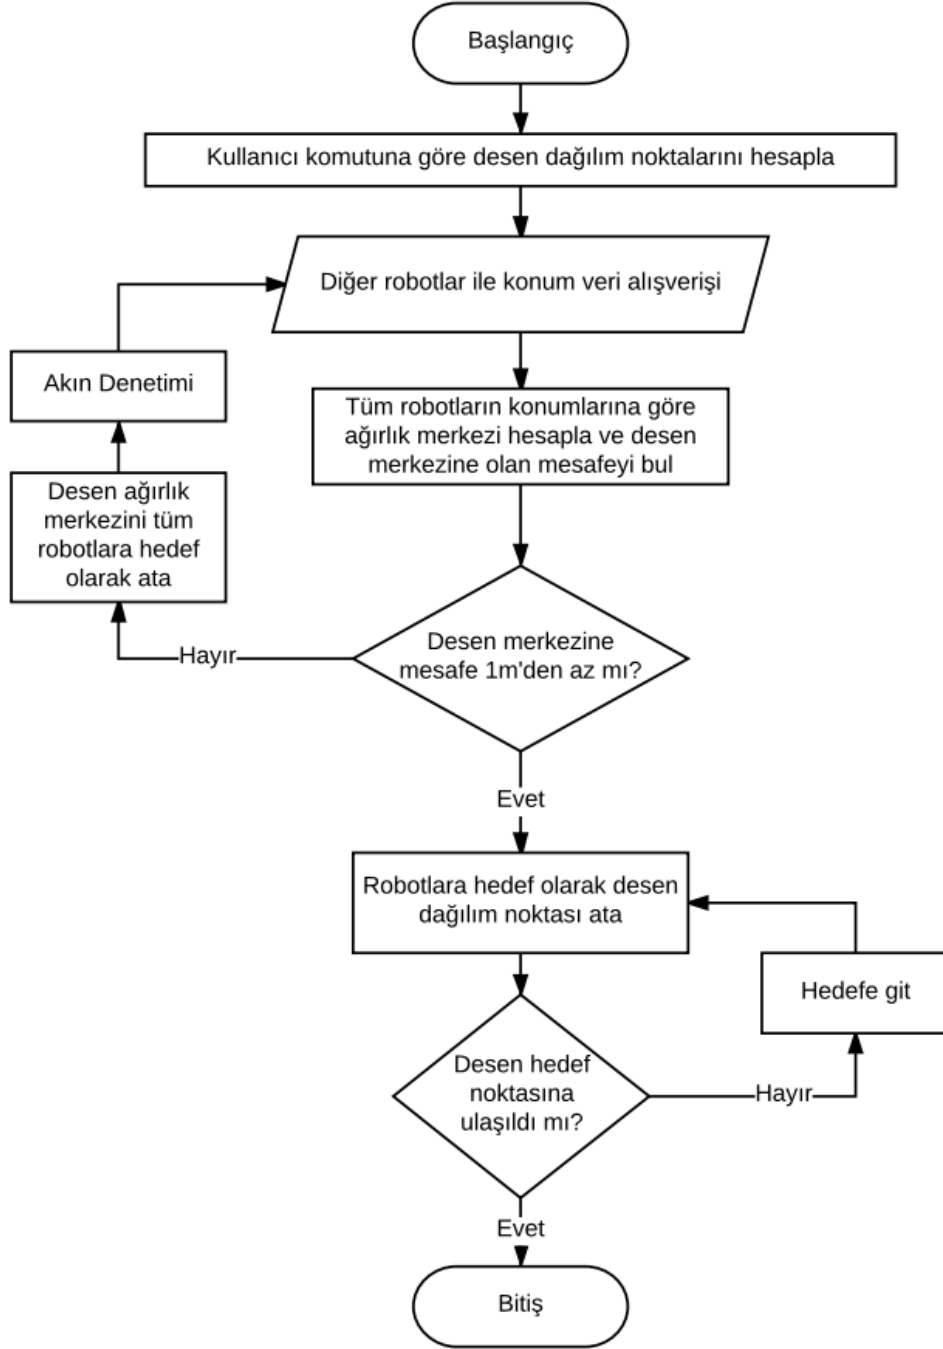 Başlangıç
Kullanıcı komutuna göre desen dağılım noktalarını hesapla
Diğer robotlar ile konum veri alışverişi
Akın Denetimi
Tüm robotların konumlarına göre
ağırlık merkezi hesapla ve desen
merkezine olan mesafeyi bul
Desen ağırlık
merkezini tüm
robotlara hedef
olarak ata
Desen merkezine
mesafe 1m'den az mı?
Hayır
Evet
Robotlara hedef olarak desen
dağılım noktası ata
Hedefe git
Desen hedef
noktasına
ulaşıldı mı?
Hayır
Evet
Bitiş